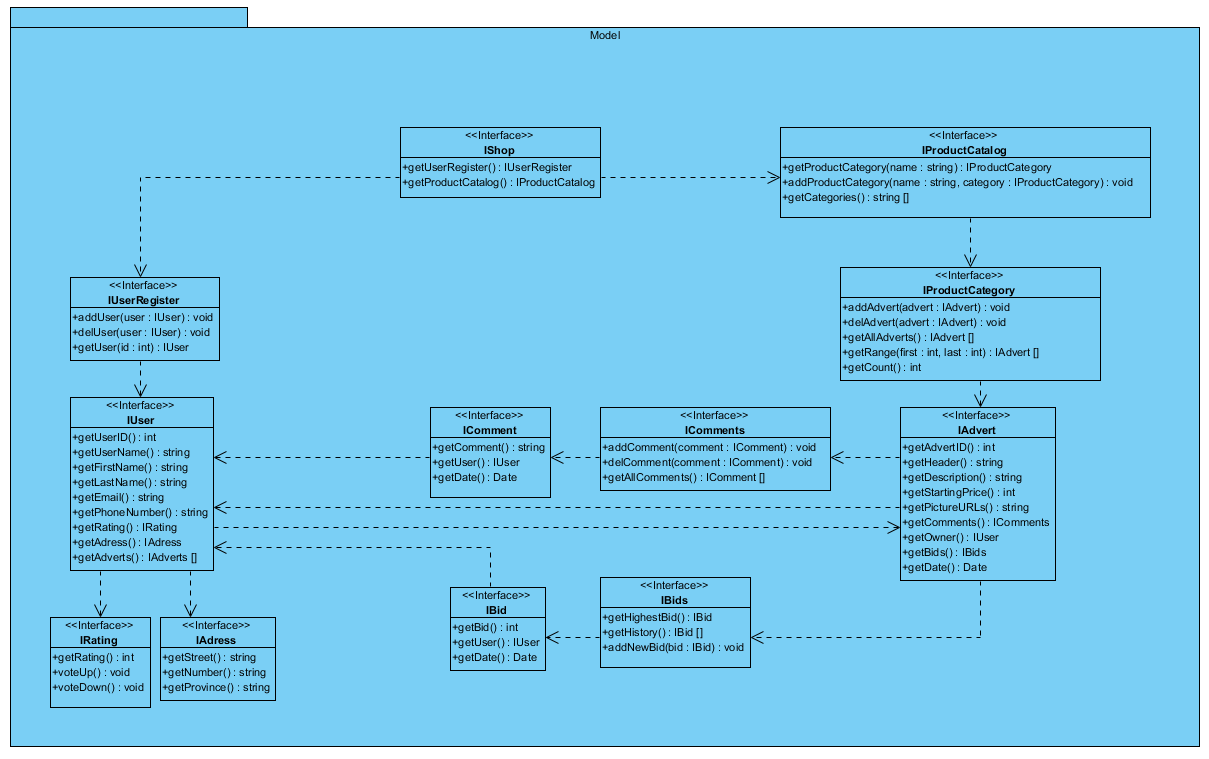 Model
<<Interface>>
IShop
+getUserRegister() : IUserRegister
+getProductCatalog() : IProductCatalog
<<Interface>>
IProductCatalog
+getProductCategory(name : string) : IProductCategory
+addProductCategory(name : string, category : IProductCategory) : void
+getCategories() : string []
<<Interface>>
IUserRegister
+addUser(user : IUser) : void
+delUser(user : IUser) : void
+getUser(id : int) : IUser
<<Interface>>
IProductCategory
+addAdvert(advert : IAdvert) : void
+delAdvert(advert : IAdvert) : void
+getAllAdverts() : IAdvert []
+getRange(first : int, last : int) : IAdvert []
+getCount() : int
<<Interface>>
IUser
+getUserID() : int
+getUserName() : string
+getFirstName() : string
+getLastName() : string
+getEmail() : string
+getPhoneNumber() : string
+getRating() : IRating
+getAdress() : IAdress
+getAdverts() : IAdverts []
<<Interface>>
IComment
+getComment() : string
+getUser() : IUser
+getDate() : Date
<<Interface>>
IComments
+addComment(comment : IComment) : void
+delComment(comment : IComment) : void
+getAllComments() : IComment []
<<Interface>>
IAdvert
+getAdvertID() : int
+getHeader() : string
+getDescription() : string
+getStartingPrice() : int
+getPictureURLs() : string
+getComments() : IComments
+getOwner() : IUser
+getBids() : IBids
+getDate() : Date
<<Interface>>
IRating
+getRating() : int
+voteUp() : void
+voteDown() : void
<<Interface>>
IAdress
+getStreet() : string
+getNumber() : string
+getProvince() : string
<<Interface>>
IBid
+getBid() : int
+getUser() : IUser
+getDate() : Date
<<Interface>>
IBids
+getHighestBid() : IBid
+getHistory() : IBid []
+addNewBid(bid : IBid) : void